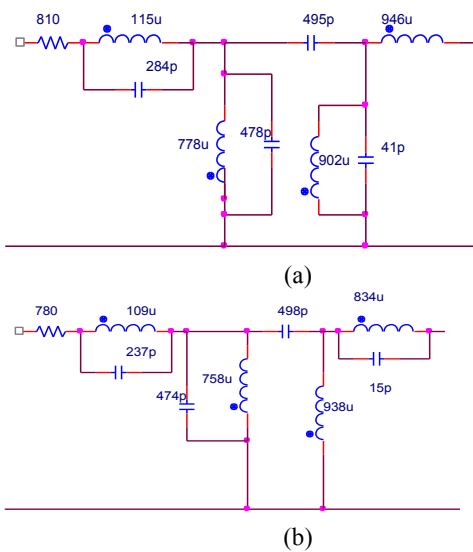 810 115u 495p 946u
284p
778u 478p 902u 41p
(a)
780 109u 498p 834u
237p
474p 758u 938u 15p
(b)